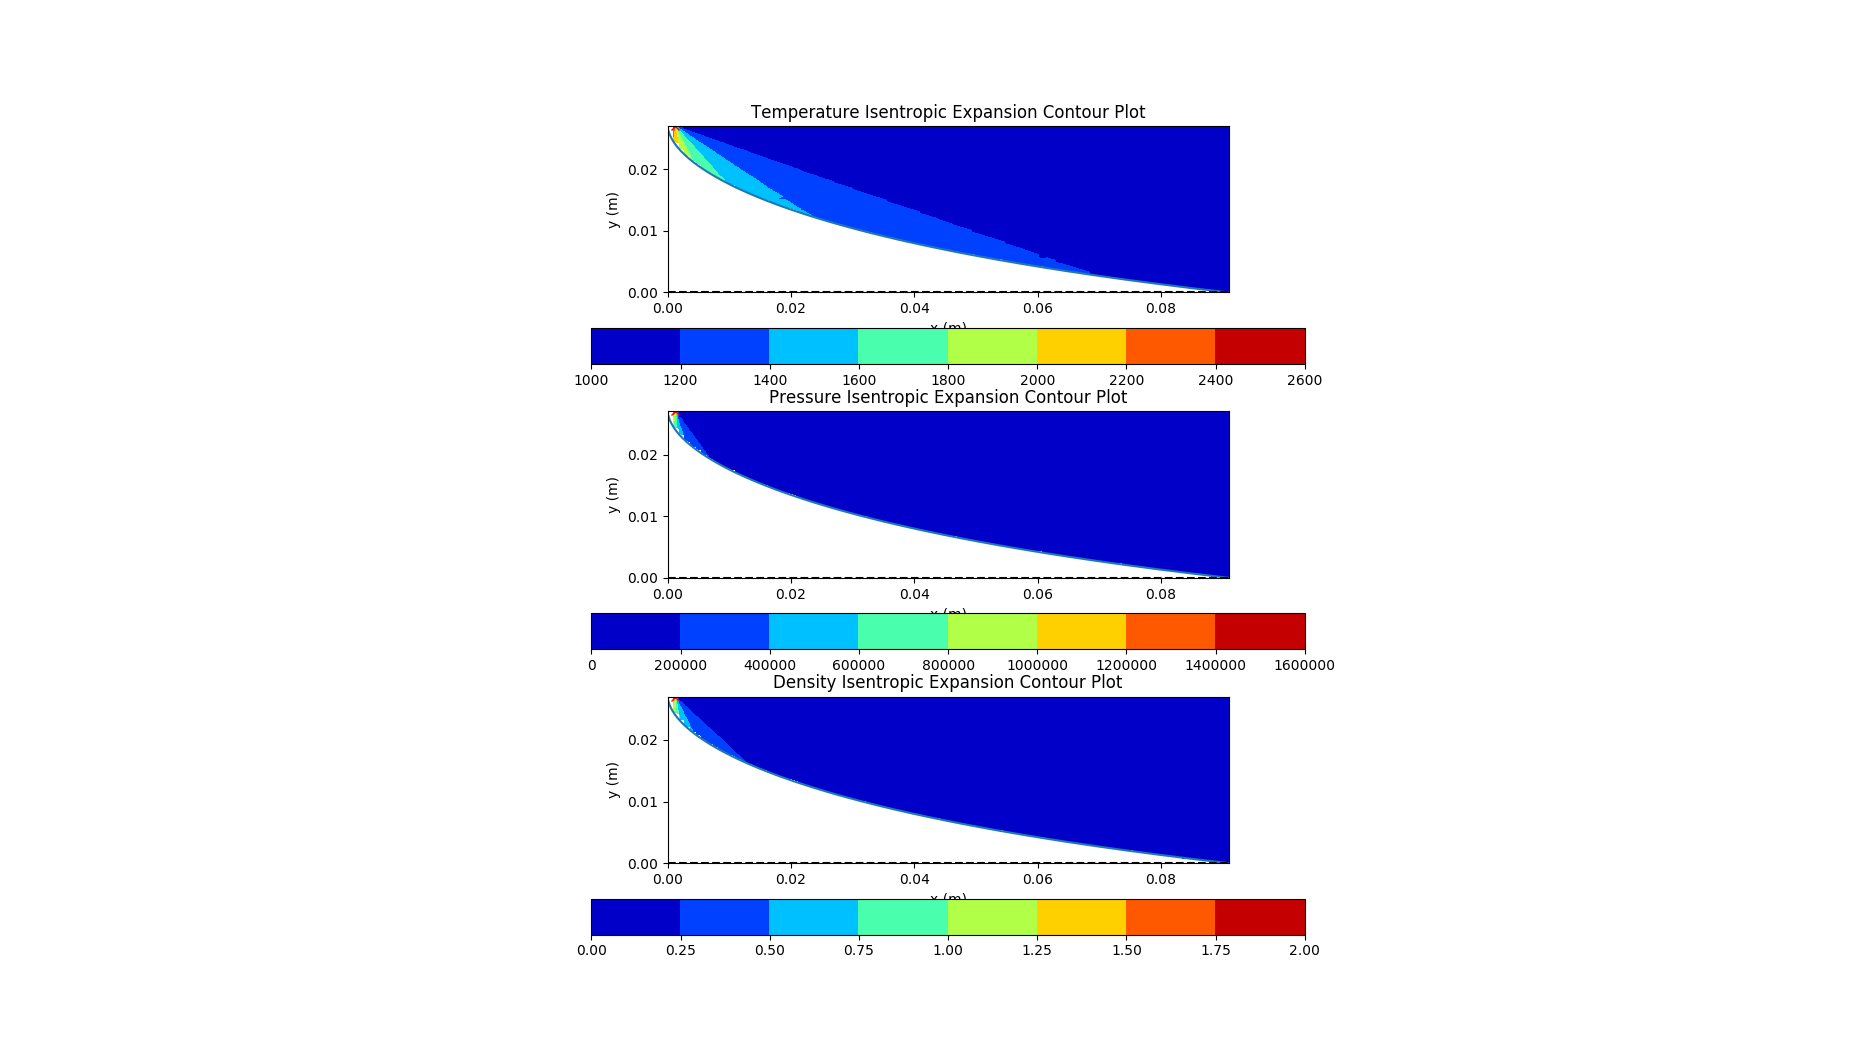 Temperature Isentropic Expansion Contour Plot
y (m)
0.02
0.01
0.00
0.00 0.02 0.04 0.06 0.08
x (m)
1000 1200 1400 1600 1800 2000 2200 2400 2600
Pressure Isentropic Expansion Contour Plot
y (m)
0.02
0.01
0.00
0.00 0.02 0.04 0.06 0.08
x (m)
0 200000 400000 600000 800000 1000000 1200000 1400000 1600000
Density Isentropic Expansion Contour Plot
y (m)
0.02
0.01
0.00
0.00 0.02 0.04 0.06 0.08
x (m)
0.00 0.25 0.50 0.75 1.00 1.25 1.50 1.75 2.00